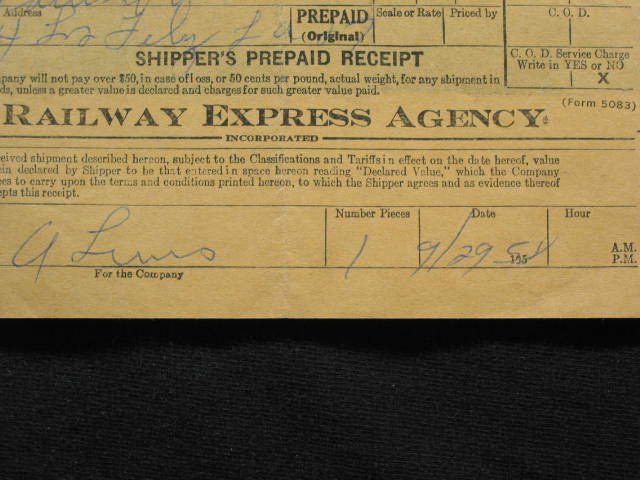 Address PREPAID Scale or Rate Priced by C. O. D.
(Original)
SHIPPER'S PREPAID RECEIPT
C. O. D. Service Charge
Write in YES or NO
X
pany will not pay over $50, in case of loss, or 50 cents per pound, actual weight, for any shipment in
ds, unless a greater value is declared and charges for such greater value paid.
(Form 5083)
RAILWAY EXPRESS AGENCY
INCORPORATED
eived shipment described hereon, subject to the Classifications and Tariffs in effect on the date hereof, value
ein declared by Shipper to be that entered in space hereon reading "Declared Value," which the Company
es to carry upon the terms and conditions printed hereon, to which the Shipper agrees and as evidence thereof
epts this receipt.
Number Pieces Date Hour
A Lewis 1 9/29 54 195
A.M.
P.M.
For the Company